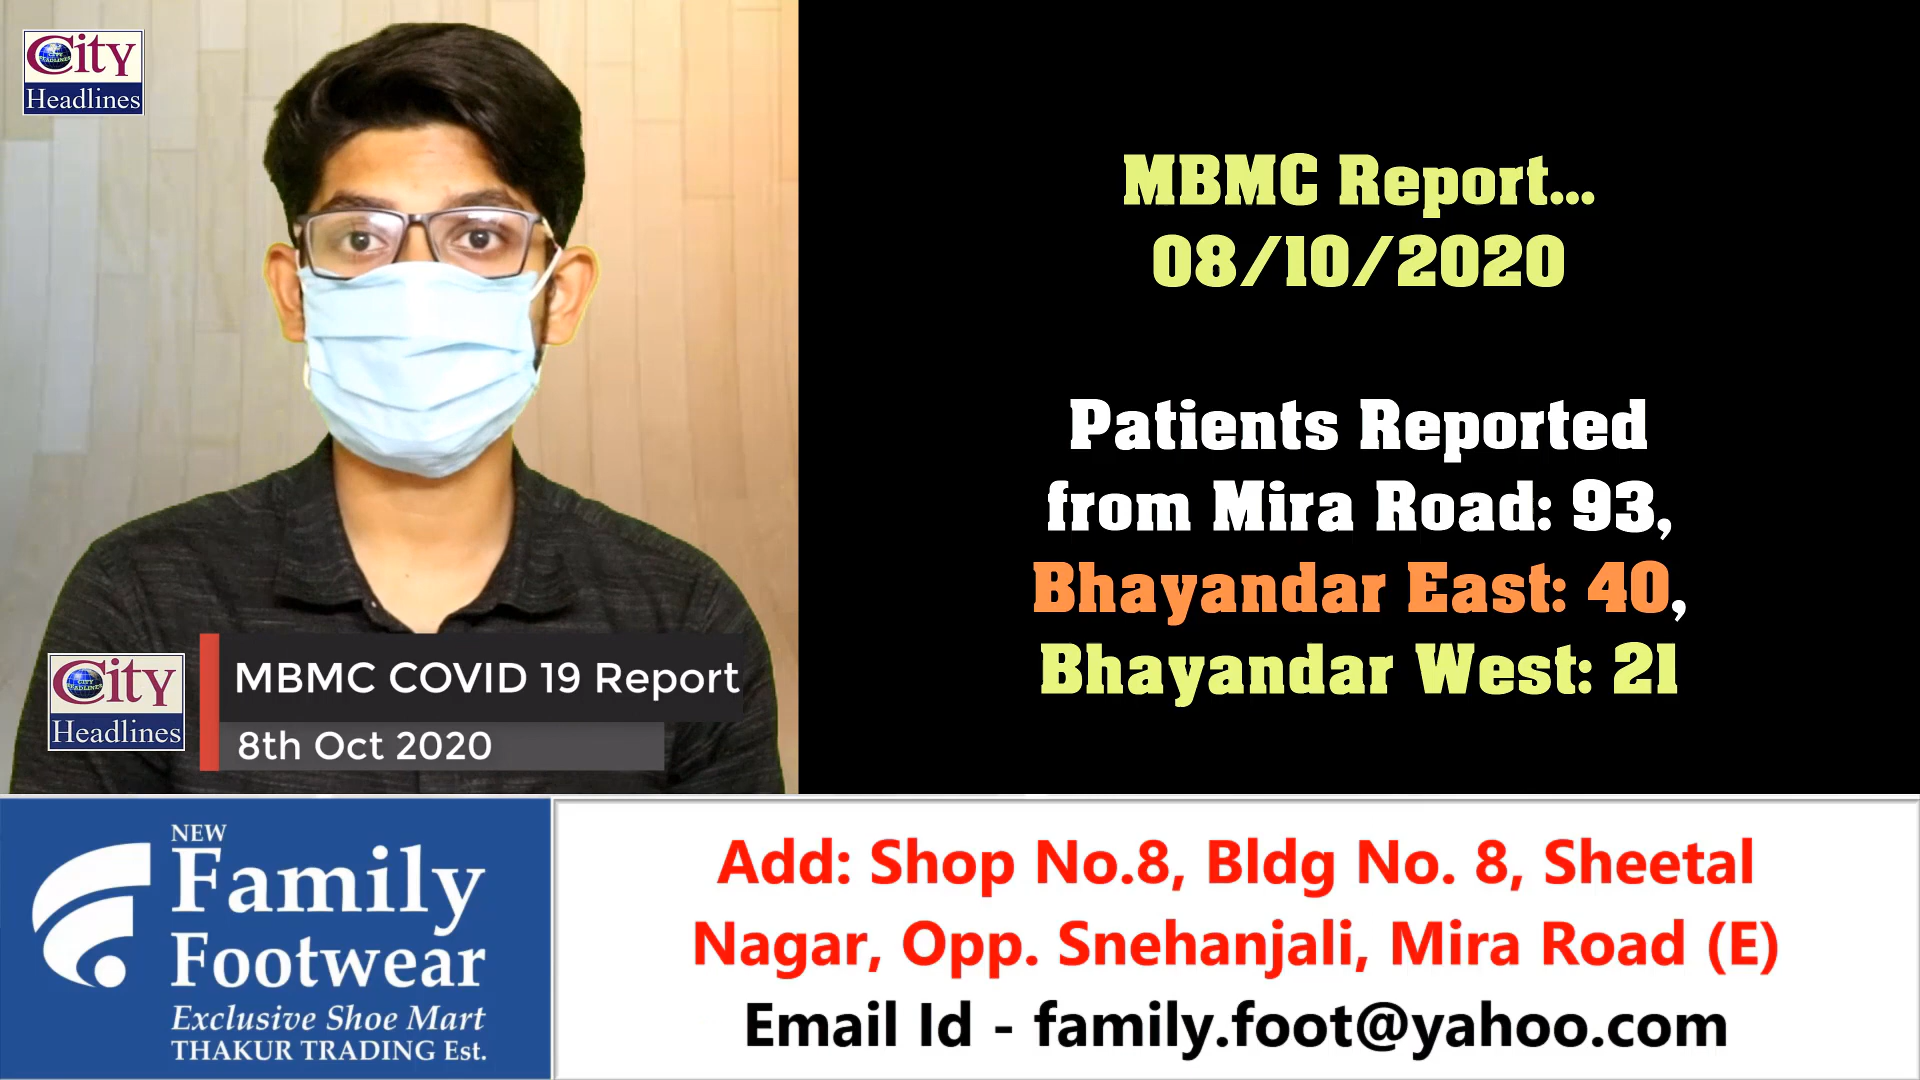 City
Headlines
MBMC Report...
08/10/2020
Patients Reported
from Mira Road: 93,
Bhayandar East: 40,
Bhayandar West: 21
City
CITY
HEADLINES
Headlines
MBMC COVID 19 Report
8th Oct 2020
NEW
Family
Footwear
Exclusive Shoe Mart
THAKUR TRADING Est.
Add: Shop No.8, Bldg No. 8, Sheetal
Nagar, Opp. Snehanjali, Mira Road (E)
Email Id - family.foot@yahoo.com